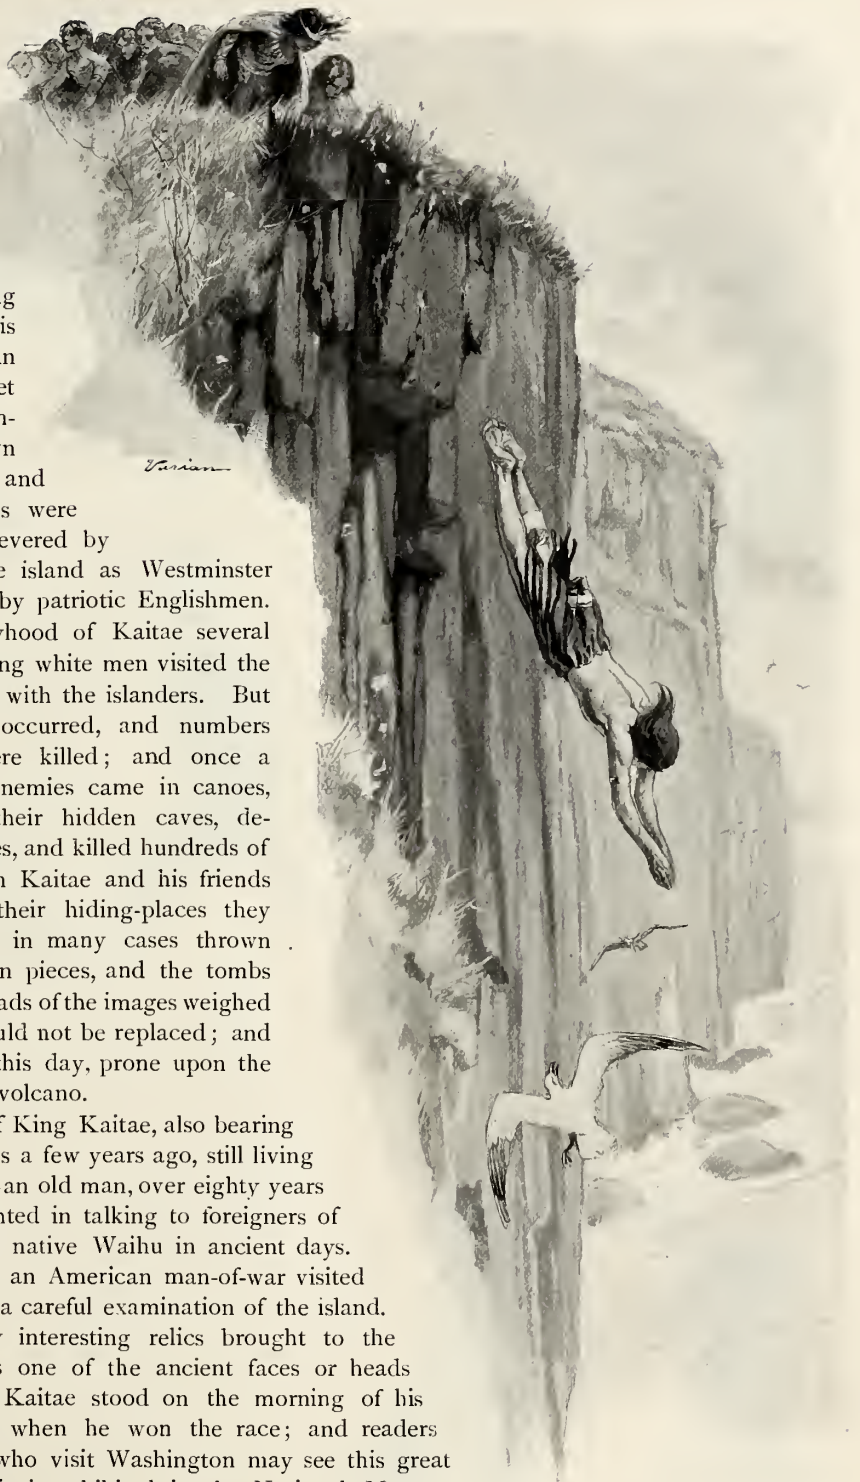 is
and
s were
evered by
island as Westminster
by patriotic Englishmen.
hood of Kaitae several
ng white men visited the
with the islanders. But
occurred, and numbers
re killed; and once a
nemies came in canoes,
heir hidden caves, de-
s, and killed hundreds of
Kaitae and his friends
their hiding-places they
in many cases thrown
n pieces, and the tombs
ads of the images weighed
uld not be replaced; and
this day, prone upon the
volcano.
f King Kaitae, also bearing
s a few years ago, still living
an old man, over eighty years
ted in talking to foreigners of
native Waihu in ancient days.
an American man-of-war visited
a careful examination of the island.
interesting relics brought to the
s one of the ancient faces or heads
Kaitae stood on the morning of his
when he won the race; and readers
who visit Washington may see this great
Varian